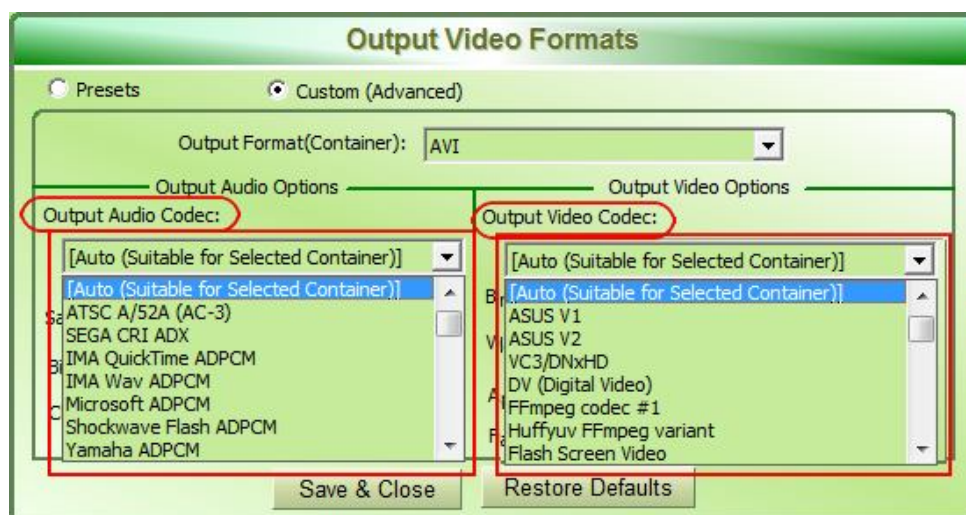 Output Video Formats
Presets
Custom (Advanced)
Output Format(Container):
AVI
Output Audio Options
Output Video Options
Output Audio Codec:
[Auto (Suitable for Selected Container)]
[Auto (Suitable for Selected Container)]
ATSC A/52A (AC-3)
SEGA CRI ADX
IMA QuickTime ADPCM
IMA Wav ADPCM
Microsoft ADPCM
Shockwave Flash ADPCM
Yamaha ADPCM
Output Video Codec:
[Auto (Suitable for Selected Container)]
[Auto (Suitable for Selected Container)]
ASUS V1
ASUS V2
VC3/DNxHD
DV (Digital Video)
FFmpeg codec #1
Huffyuv FFmpeg variant
Flash Screen Video
Save & Close
Restore Defaults